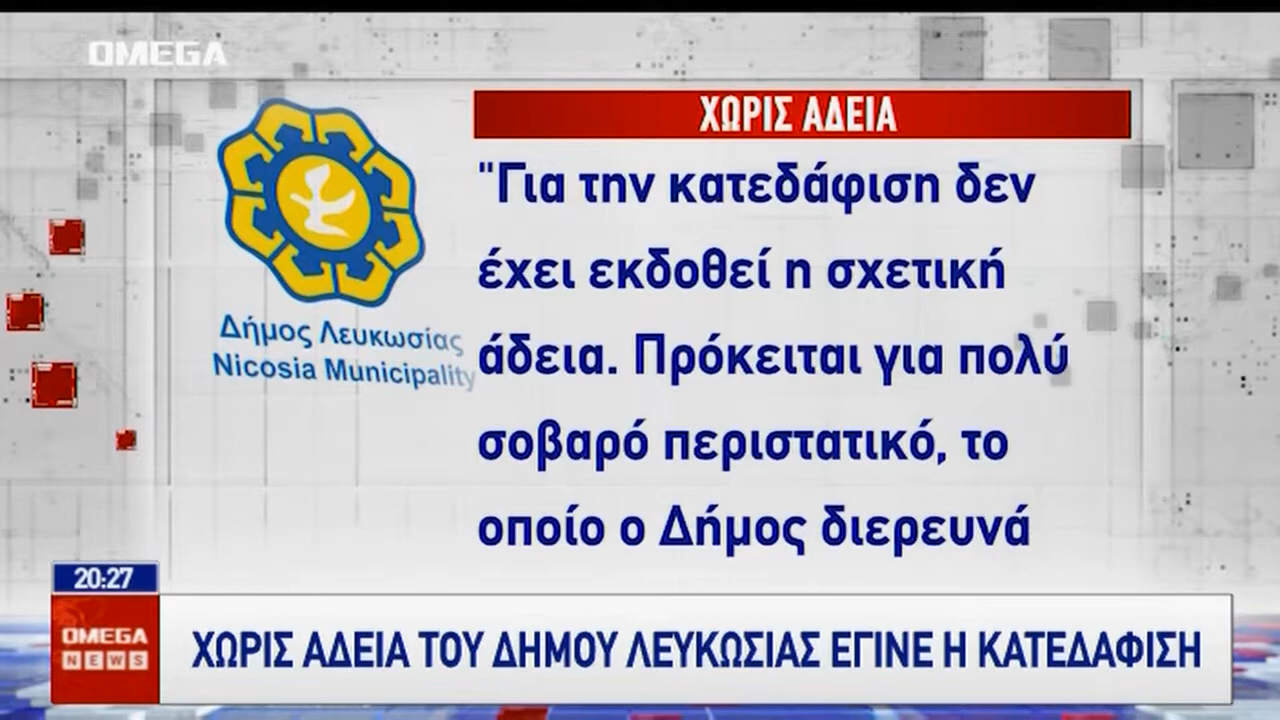 OMEGA
ΧΩΡΙΣ ΑΔΕΙΑ
"Για την κατεδάφιση δεν
έχει εκδοθεί η σχετική
άδεια. Πρόκειται για πολύ
σοβαρό περιστατικό, το
οποίο ο Δήμος διερευνά
Δήμος Λευκωσίας
Nicosia Municipality
20:27
OMEGA
NEWS
ΧΩΡΙΣ ΑΔΕΙΑ ΤΟΥ ΔΗΜΟΥ ΛΕΥΚΩΣΙΑΣ ΕΓΙΝΕ Η ΚΑΤΕΔΑΦΙΣΗ